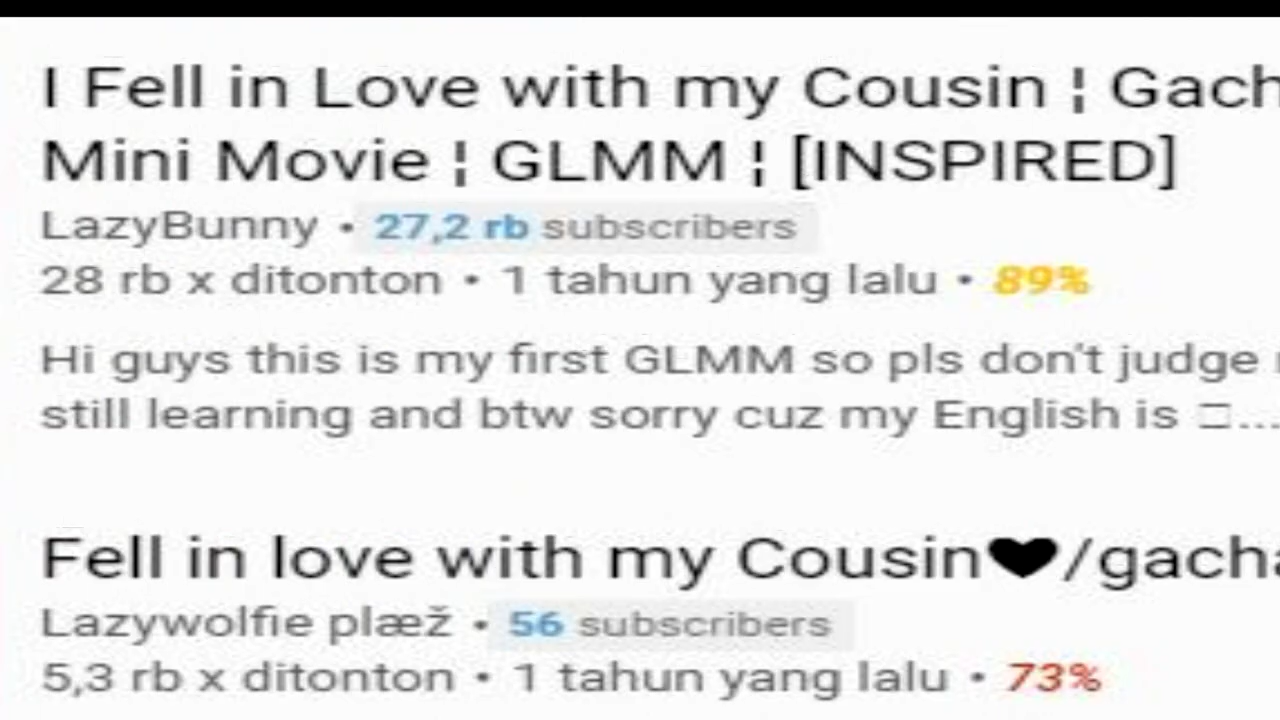 I Fell in Love with my Cousin ¦ Gach
Mini Movie ¦ GLMM ¦ [INSPIRED]
LazyBunny • 27,2 rb subscribers
28 rb x ditonton • 1 tahun yang lalu • 89%
Hi guys this is my first GLMM so pls don't judge
still learning and btw sorry cuz my English is □...
Fell in love with my Cousin♥/gacha
Lazywolfie plæž • 56 subscribers
5,3 rb x ditonton • 1 tahun yang lalu • 73%